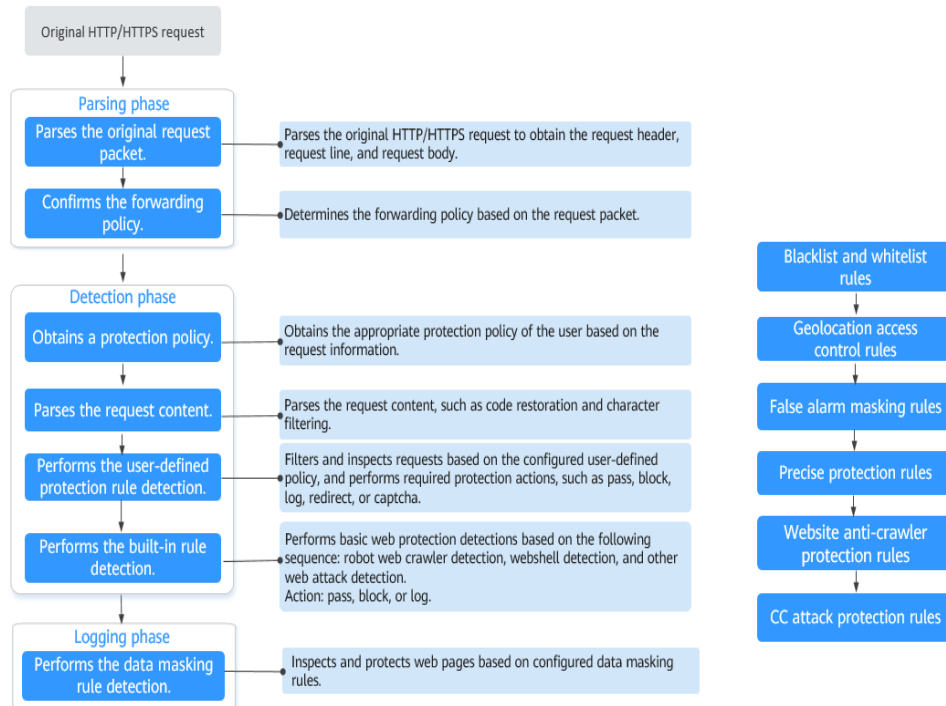 Original HTTP/HTTPS request
Parsing phase
Parses the original request
packet.
Parses the original HTTP/HTTPS request to obtain the request header,
request line, and request body.
Confirms the forwarding
policy.
Determines the forwarding policy based on the request packet.
Detection phase
Obtains a protection policy.
Obtains the appropriate protection policy of the user based on the
request information.
Parses the request content.
Parses the request content, such as code restoration and character
filtering.
Performs the user-defined
protection rule detection.
Filters and inspects requests based on the configured user-defined
policy, and performs required protection actions, such as pass, block,
log, redirect, or captcha.
Performs the built-in rule
detection.
Performs basic web protection detections based on the following
sequence: robot web crawler detection, webshell detection, and other
web attack detection.
Action: pass, block, or log.
Logging phase
Performs the data masking
rule detection.
Inspects and protects web pages based on configured data masking
rules.
Blacklist and whitelist
rules
Geolocation access
control rules
False alarm masking rules
Precise protection rules
Website anti-crawler
protection rules
CC attack protection rules